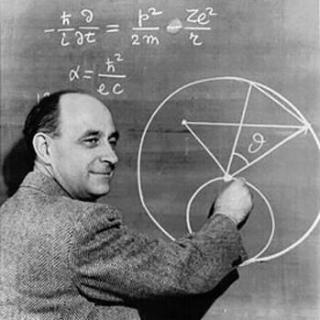 -ħ/i ∂/∂t = p²/2m - Ze²/r
α = ħ²/ec
ϑ